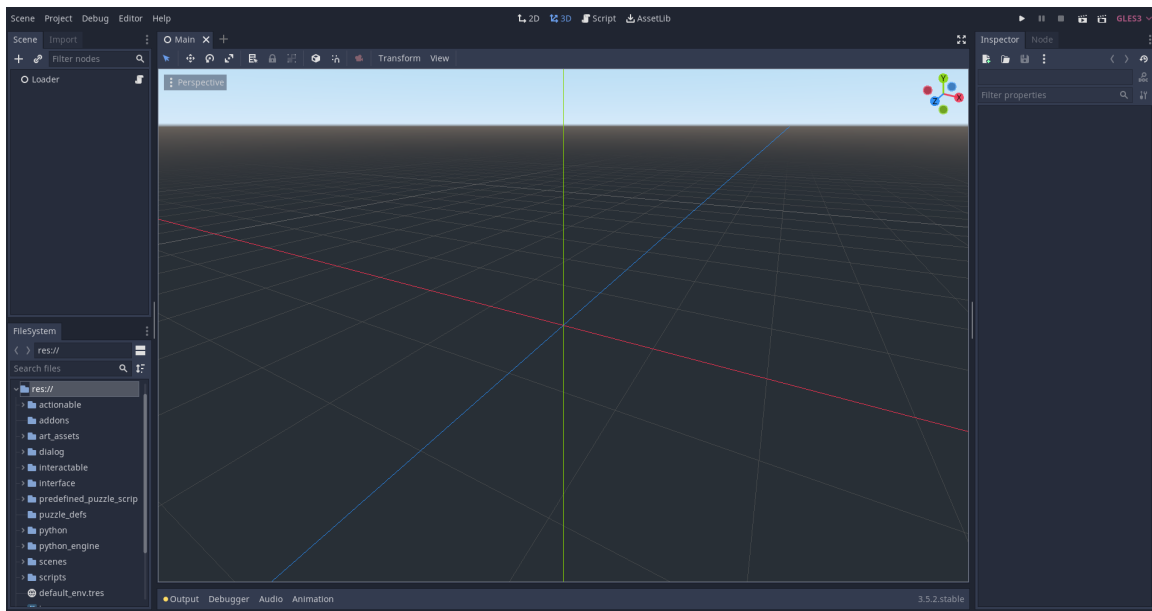 Scene Project Debug Editor Help
2D 3D Script AssetLib
GLES3
Scene Import
Filter nodes
Loader
Main
Transform View
Perspective
Y
X
Z
Inspector Node
DOC
Filter properties
FileSystem
res://
Search files
res://
actionable
addons
art_assets
dialog
interactable
interface
predefined_puzzle_scrip
puzzle_defs
python
python_engine
scenes
scripts
default_env.tres
Output Debugger Audio Animation
3.5.2.stable